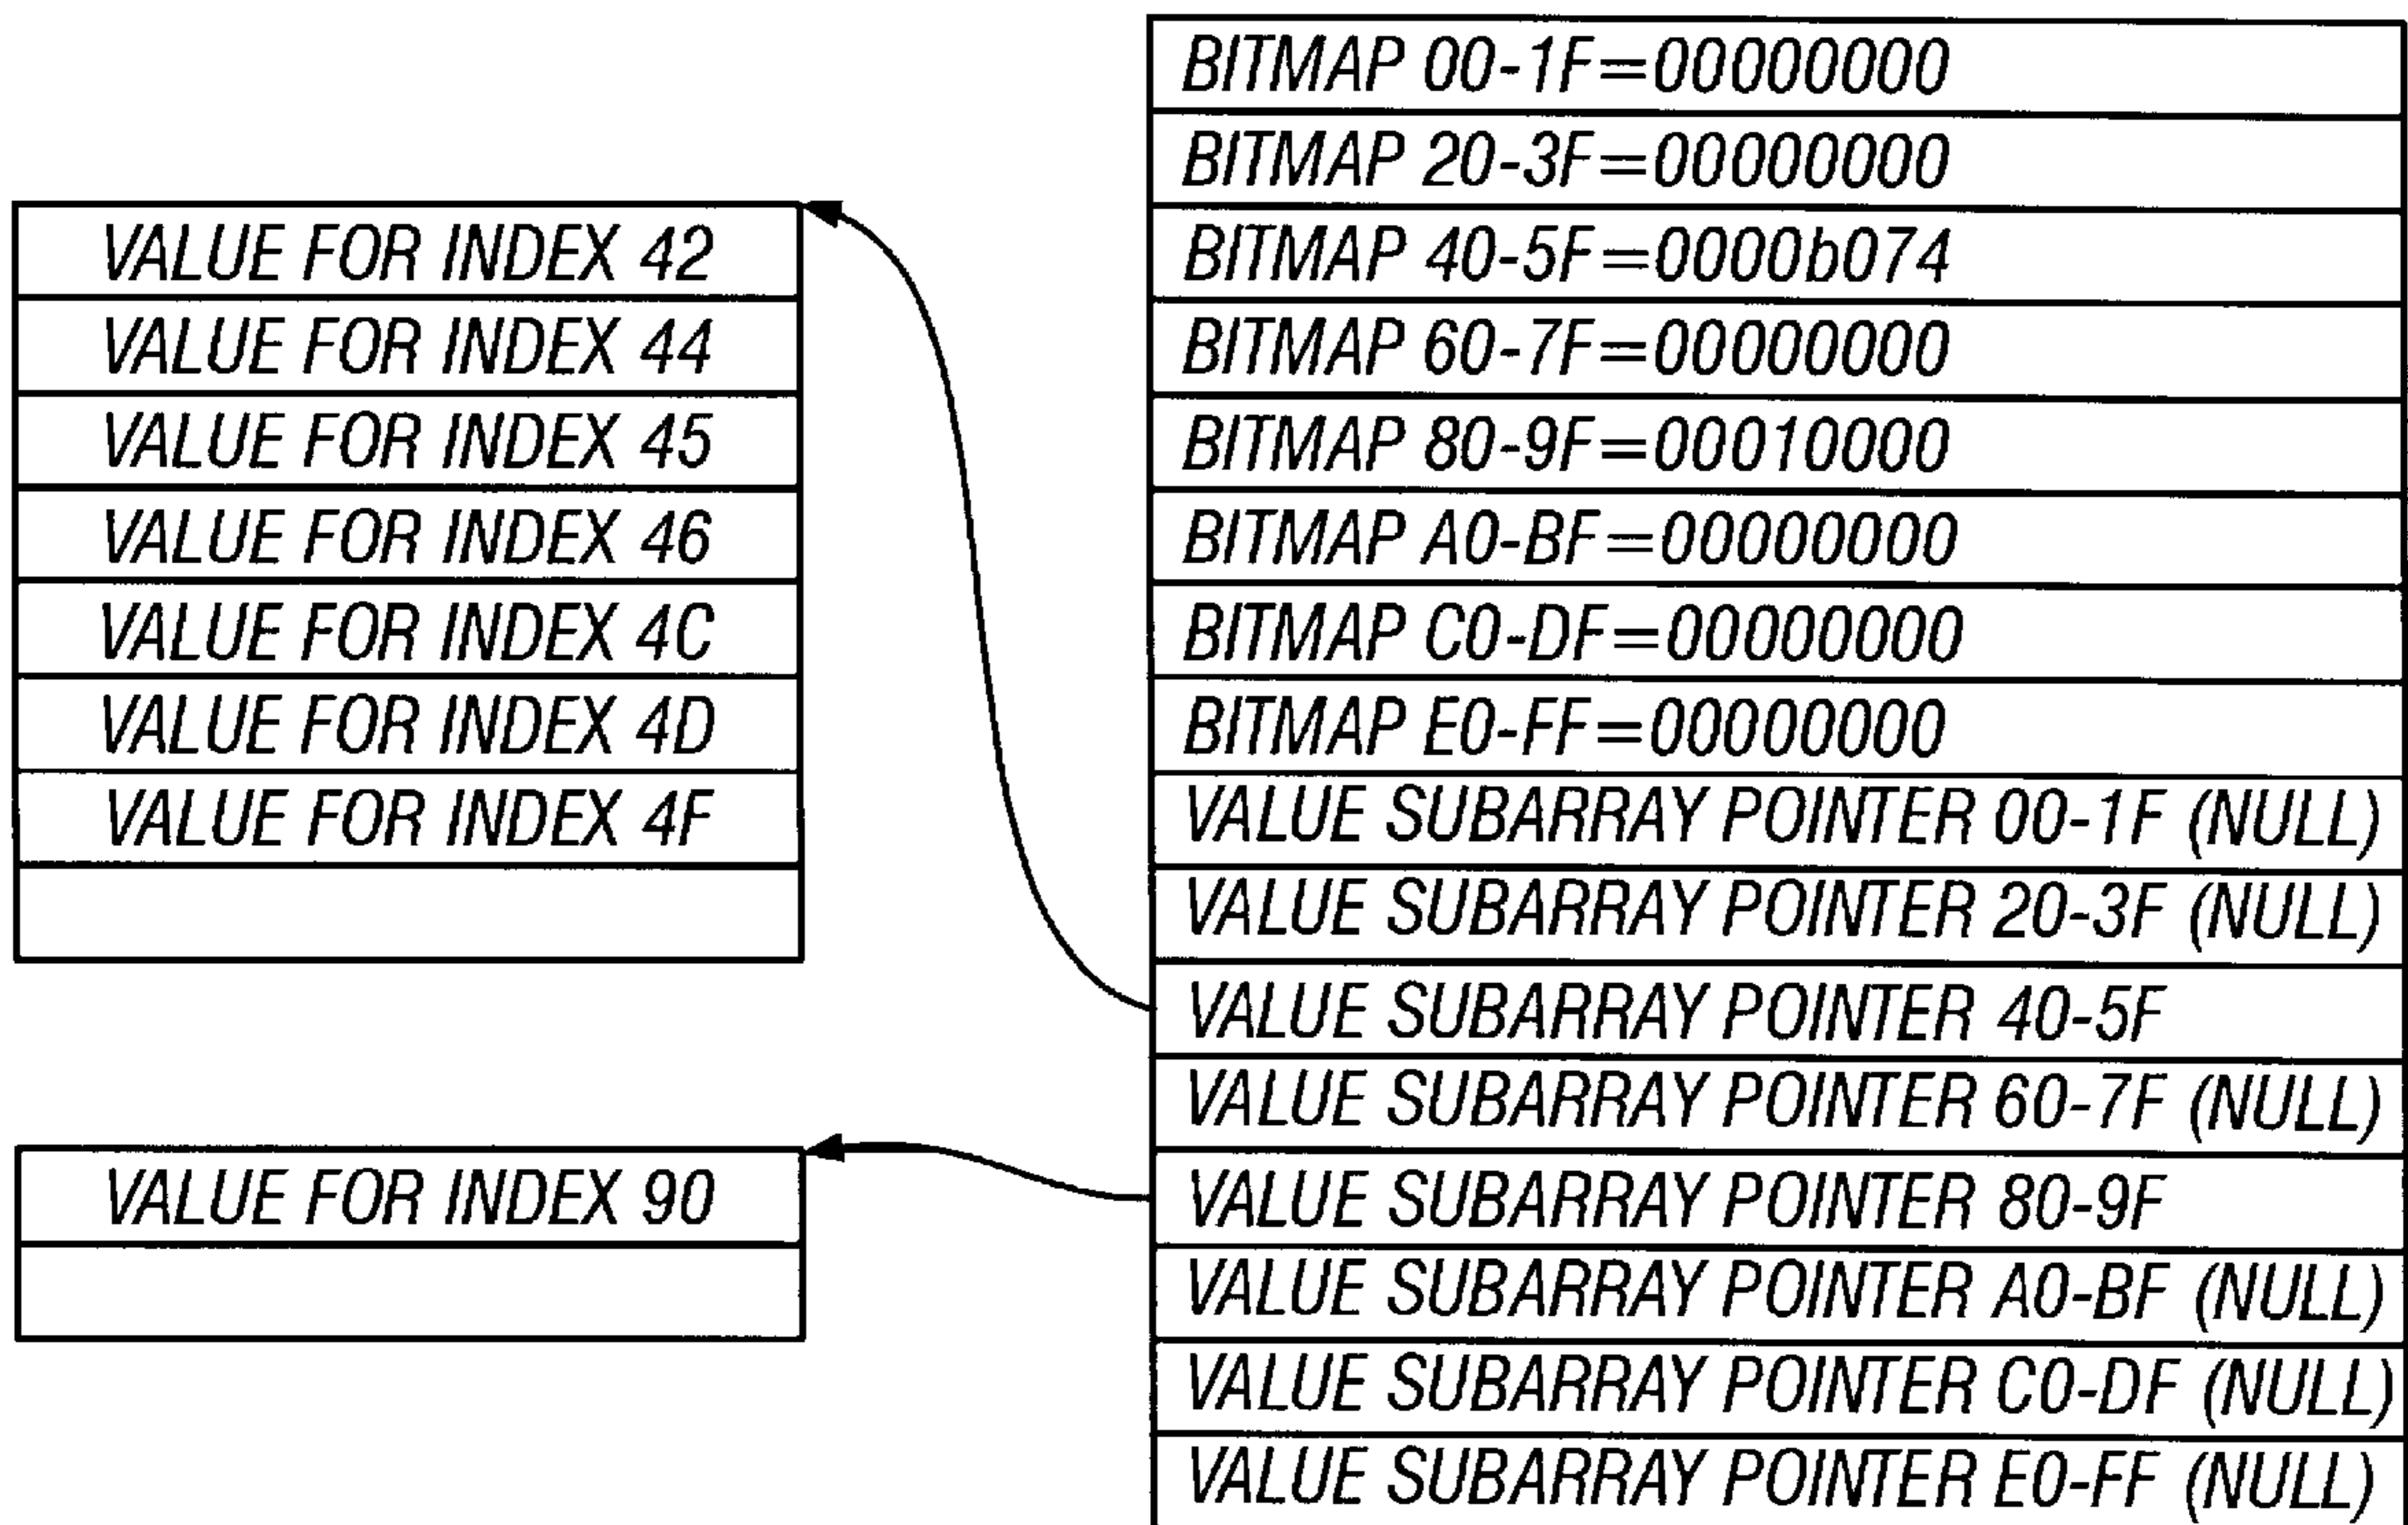 VALUE FOR INDEX 42
VALUE FOR INDEX 44
VALUE FOR INDEX 45
VALUE FOR INDEX 46
VALUE FOR INDEX 4C
VALUE FOR INDEX 4D
VALUE FOR INDEX 4F
VALUE FOR INDEX 90
BITMAP 00-1F=00000000
BITMAP 20-3F=00000000
BITMAP 40-5F=0000b074
BITMAP 60-7F=00000000
BITMAP 80-9F=00010000
BITMAP A0-BF=00000000
BITMAP C0-DF=00000000
BITMAP E0-FF=00000000
VALUE SUBARRAY POINTER 00-1F (NULL)
VALUE SUBARRAY POINTER 20-3F (NULL)
VALUE SUBARRAY POINTER 40-5F
VALUE SUBARRAY POINTER 60-7F (NULL)
VALUE SUBARRAY POINTER 80-9F
VALUE SUBARRAY POINTER A0-BF (NULL)
VALUE SUBARRAY POINTER C0-DF (NULL)
VALUE SUBARRAY POINTER E0-FF (NULL)